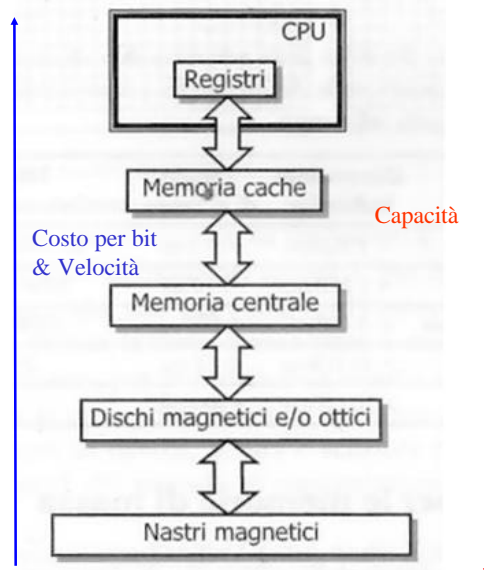 CPU
Registri
Memoria cache
Capacità
Costo per bit
& Velocità
Memoria centrale
Dischi magnetici e/o ottici
Nastri magnetici